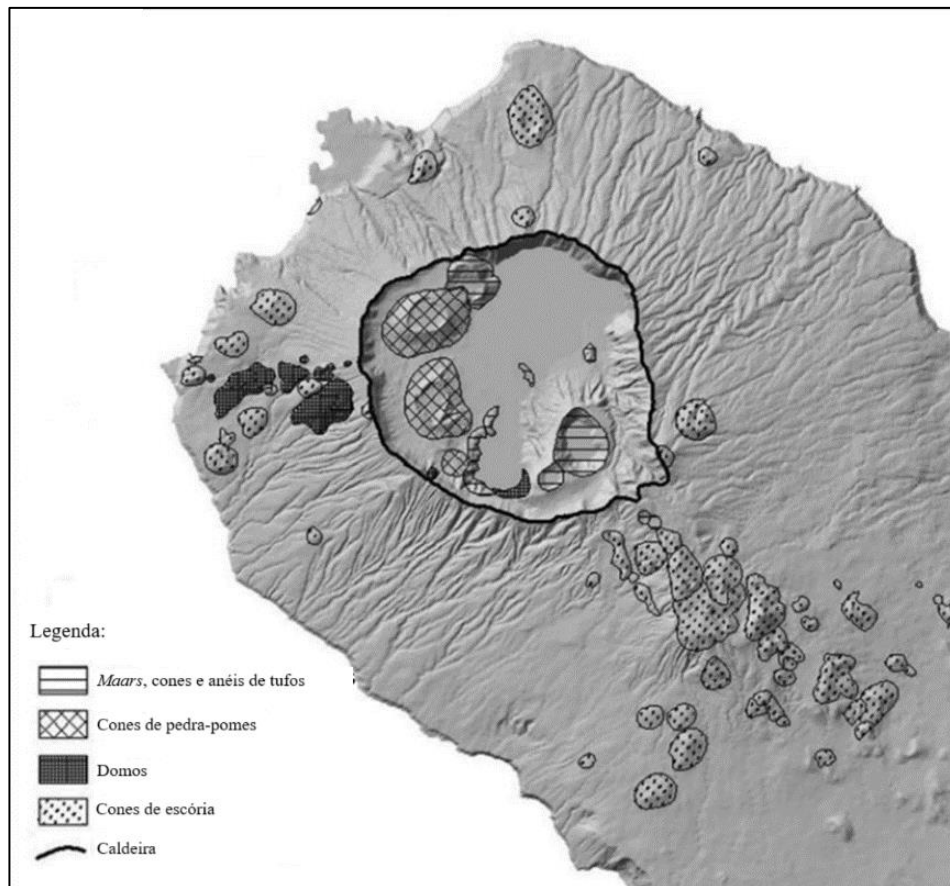 Legenda:
Maars, cones e anéis de tufos
Cones de pedra-pomes
Domos
Cones de escória
Caldeira